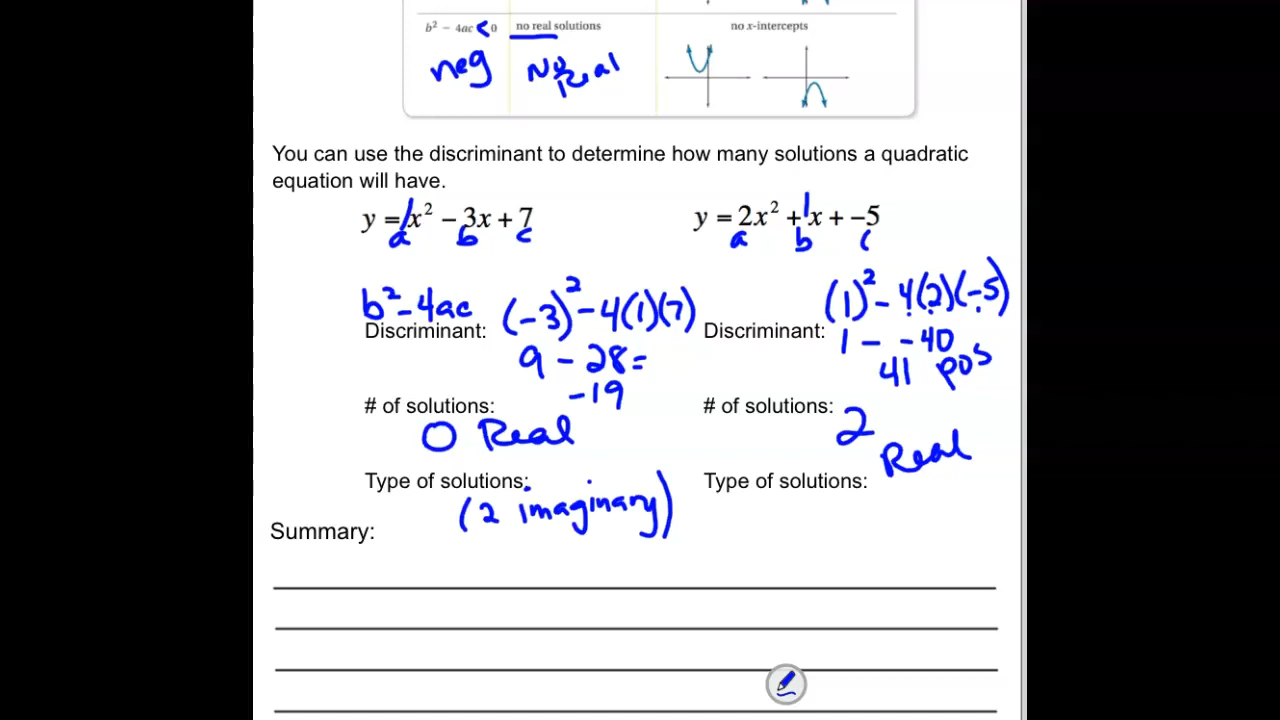 b² − 4ac < 0 no real solutions no x-intercepts
neg No Real
You can use the discriminant to determine how many solutions a quadratic
equation will have.
y = 1x² − 3x + 7 y = 2x² + 1x + −5
a b c a b c
b² - 4ac (-3)² - 4(1)(7) (1)² - 4(2)(-5)
Discriminant: Discriminant:
9 - 28 = 1 - -40
-19 41 pos
# of solutions: # of solutions: 2
0 Real Real
Type of solutions: Type of solutions:
(2 imaginary)
Summary: